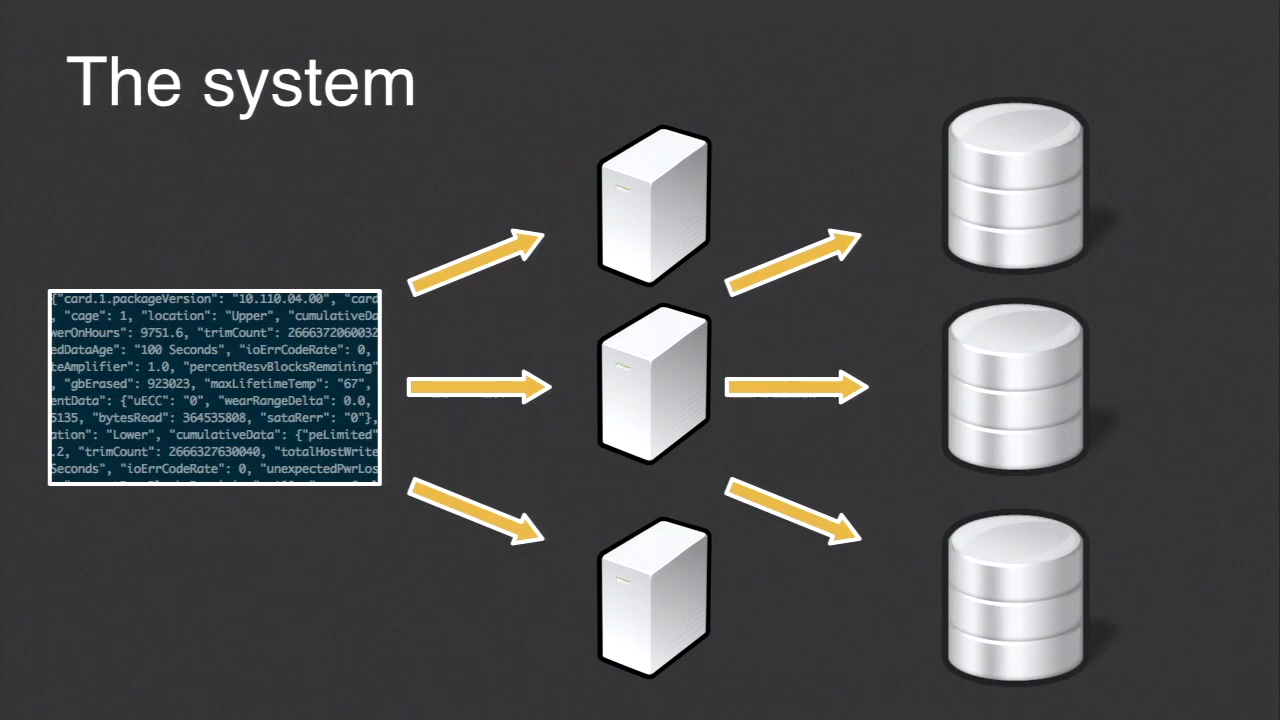 The system
{"card.1.packageVersion": "10.110.04.00", "card
, "cage": 1, "location": "Upper", "cumulativeDa
werOnHours": 9751.6, "trimCount": 2666372060032
edDataAge": "100 Seconds", "ioErrCodeRate": 0,
teAmplifier": 1.0, "percentResvBlocksRemaining"
, "gbErased": 923023, "maxLifetimeTemp": "67",
entData": {"uECC": "0", "wearRangeDelta": 0.0,
5135, "bytesRead": 364535808, "sataRerr": "0"},
ation": "Lower", "cumulativeData": {"peLimited"
.2, "trimCount": 2666327630040, "totalHostWrite
Seconds", "ioErrCodeRate": 0, "unexpectedPwrLos